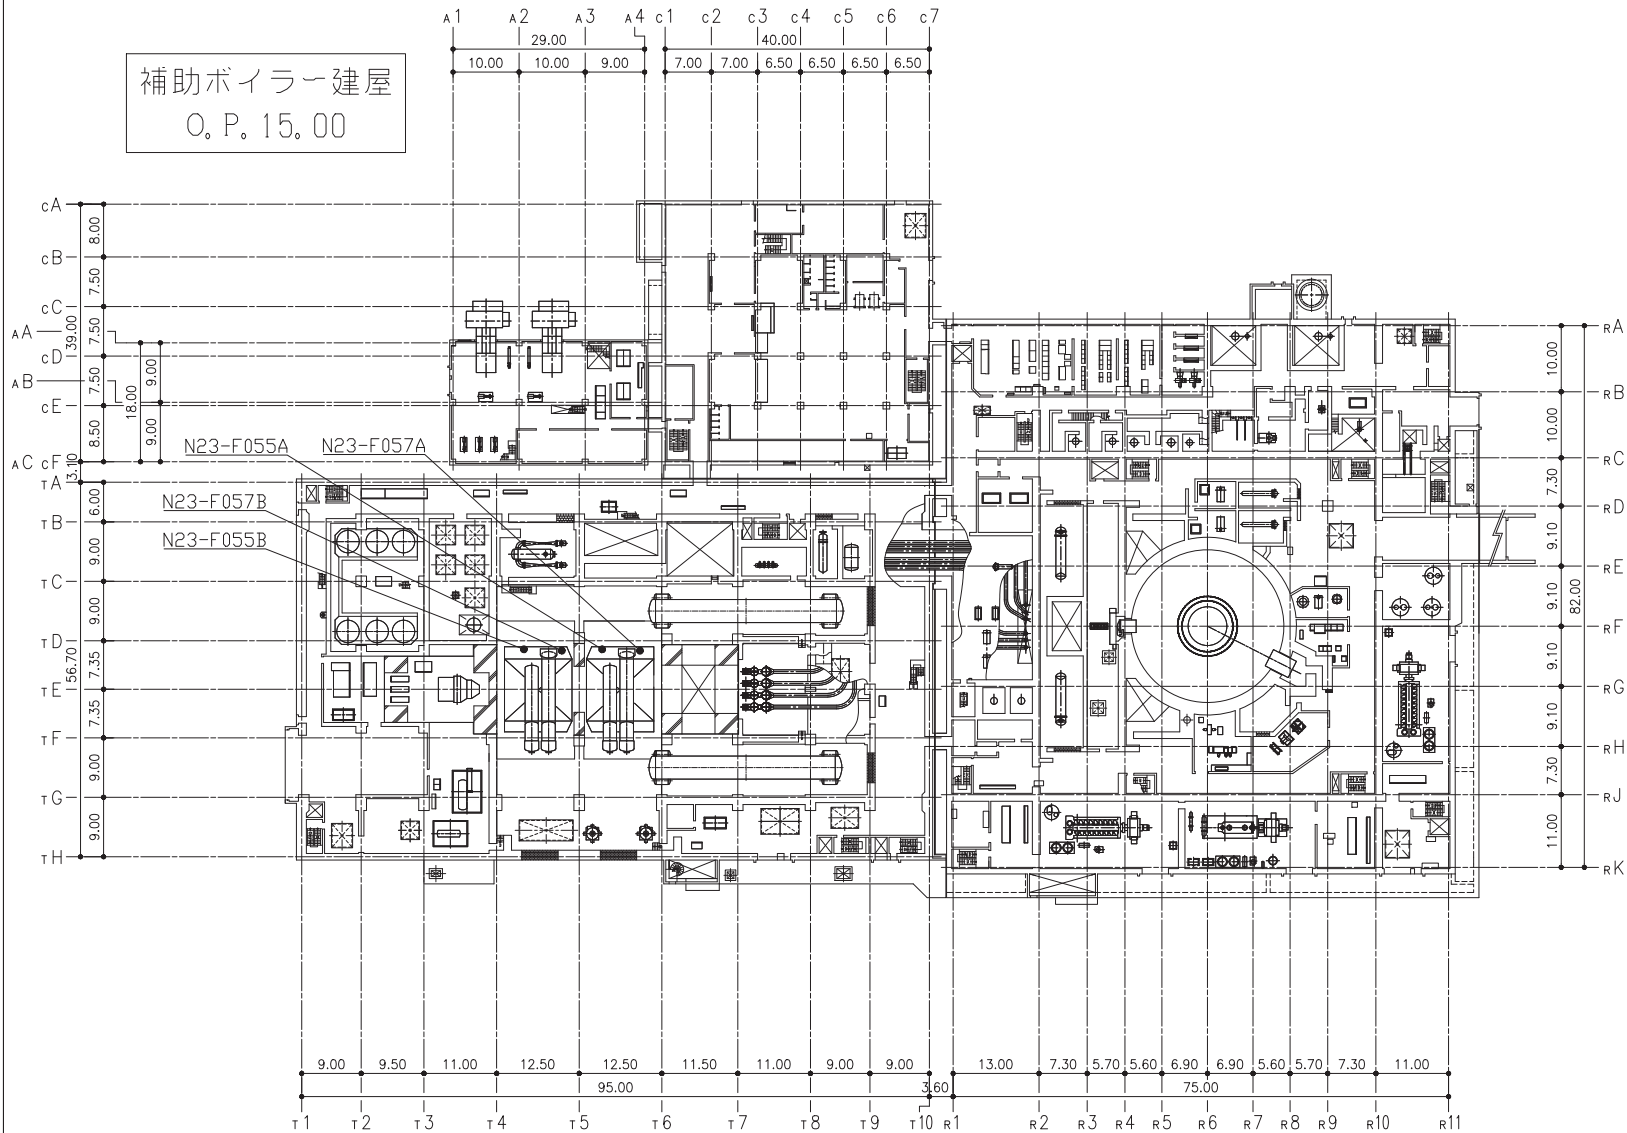 A1 A2 A3 A4 C1 C2 C3 C4 C5 C6 C7
29.00 40.00
10.00 10.00 9.00 7.00 7.00 6.50 6.50 6.50 6.50
補助ボイラー建屋
O.P.15.00
CA
8.00
CB
7.50
CC
39.00
AA
7.50
CD
AB
7.50
9.00
18.00
CE
8.50
9.00
AC CF
3.10
TA
6.00
TB
9.00
TC
9.00
TD
56.70
7.35
TE
7.35
TF
9.00
TG
9.00
TH
N23-F055A
N23-F057A
N23-F057B
N23-F055B
RA
10.00
RB
10.00
RC
7.30
RD
9.10
RE
9.10
82.00
RF
9.10
RG
9.10
RH
7.30
RJ
11.00
RK
9.00 9.50 11.00 12.50 12.50 11.50 11.00 9.00 9.00 13.00 7.30 5.70 5.60 6.90 6.90 5.60 5.70 7.30 11.00
95.00 3.60 75.00
T1 T2 T3 T4 T5 T6 T7 T8 T9 T10 R1 R2 R3 R4 R5 R6 R7 R8 R9 R10 R11